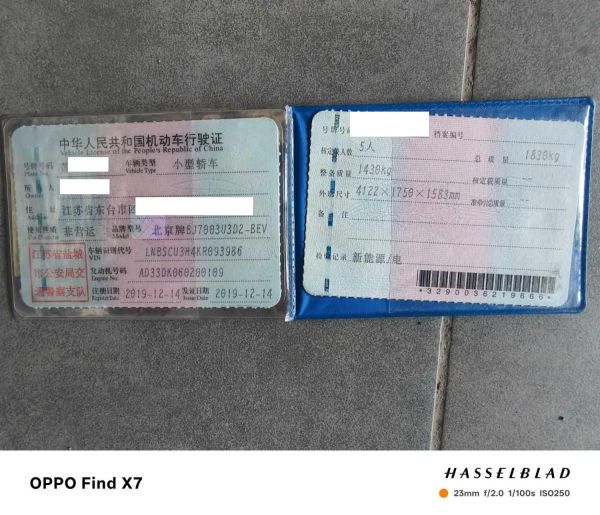 中华人民共和国机动车行驶证
Vehicle License of the People's Republic of China
号牌号码
Plate No.
车辆类型 小型轿车
Vehicle Type
所有人
Owner
住址 江苏省东台市
Address
使用性质 非营运 品牌型号 北京牌BJ7003U3D2-BEV
江苏省盐城
市公安局交
通警察支队
车辆识别代号 LNBSCU3H4KR093986
VIN
发动机号码 AD33DK060200109
Engine No.
注册日期 2019-12-14 发证日期 2019-12-14
Register Date Issue Date
号牌号码 档案编号
核定载人数 5人 总质量 1830kg
整备质量 1430kg 核定载质量 --
外廓尺寸 4122×1750×1583mm 准牵引总质量 --
备注
检验记录 新能源/电
*3290036219666*
OPPO Find X7
HASSELBLAD
23mm f/2.0 1/100s ISO250